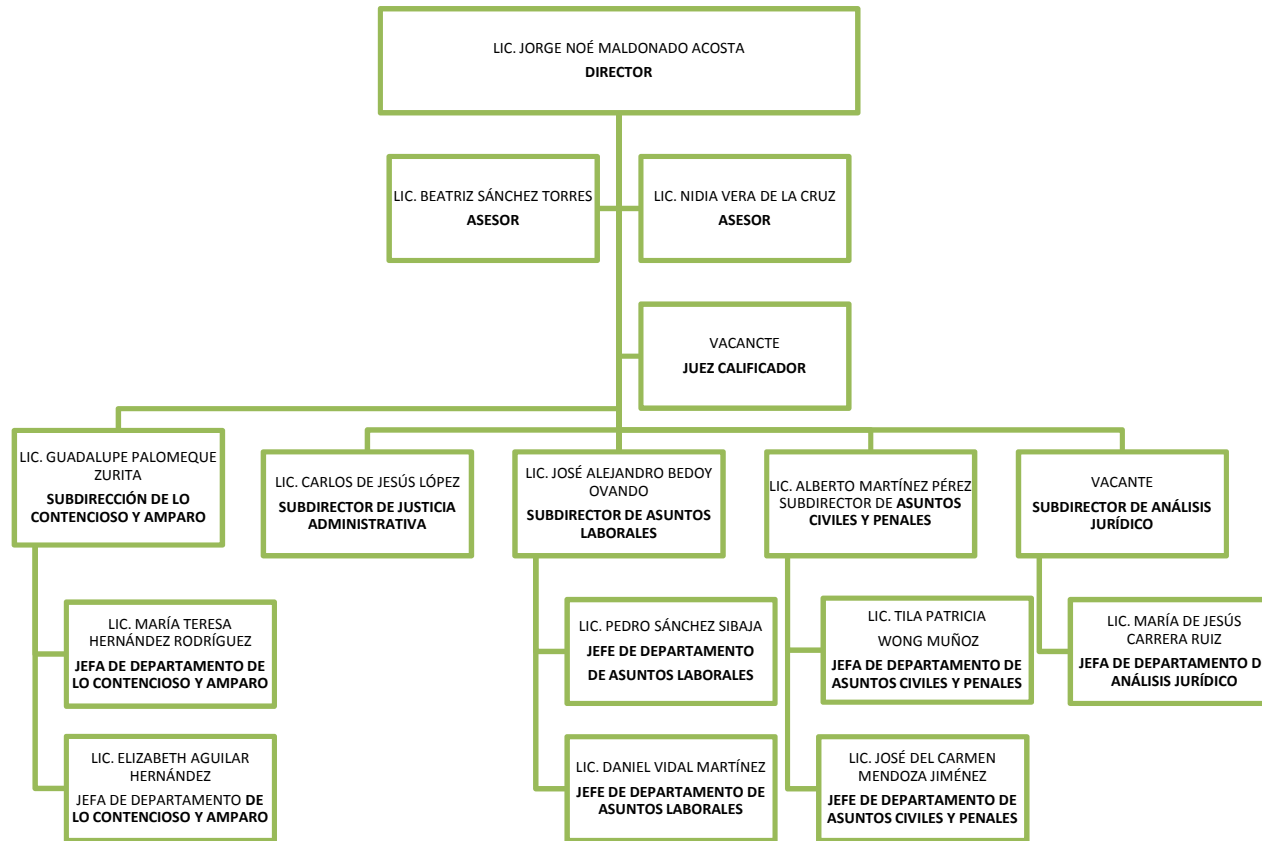 LIC. JORGE NOÉ MALDONADO ACOSTA
DIRECTOR
LIC. BEATRIZ SÁNCHEZ TORRES
ASESOR
LIC. NIDIA VERA DE LA CRUZ
ASESOR
VACANCTE
JUEZ CALIFICADOR
LIC. GUADALUPE PALOMEQUE
ZURITA
SUBDIRECCIÓN DE LO
CONTENCIOSO Y AMPARO
LIC. CARLOS DE JESÚS LÓPEZ
SUBDIRECTOR DE JUSTICIA
ADMINISTRATIVA
LIC. JOSÉ ALEJANDRO BEDOY
OVANDO
SUBDIRECTOR DE ASUNTOS
LABORALES
LIC. ALBERTO MARTÍNEZ PÉREZ
SUBDIRECTOR DE ASUNTOS
CIVILES Y PENALES
VACANTE
SUBDIRECTOR DE ANÁLISIS
JURÍDICO
LIC. MARÍA TERESA
HERNÁNDEZ RODRÍGUEZ
JEFA DE DEPARTAMENTO DE
LO CONTENCIOSO Y AMPARO
LIC. PEDRO SÁNCHEZ SIBAJA
JEFE DE DEPARTAMENTO
DE ASUNTOS LABORALES
LIC. TILA PATRICIA
WONG MUÑOZ
JEFA DE DEPARTAMENTO DE
ASUNTOS CIVILES Y PENALES
LIC. MARÍA DE JESÚS
CARRERA RUIZ
JEFA DE DEPARTAMENTO D
ANÁLISIS JURÍDICO
LIC. ELIZABETH AGUILAR
HERNÁNDEZ
JEFA DE DEPARTAMENTO DE
LO CONTENCIOSO Y AMPARO
LIC. DANIEL VIDAL MARTÍNEZ
JEFE DE DEPARTAMENTO DE
ASUNTOS LABORALES
LIC. JOSÉ DEL CARMEN
MENDOZA JIMÉNEZ
JEFE DE DEPARTAMENTO DE
ASUNTOS CIVILES Y PENALES